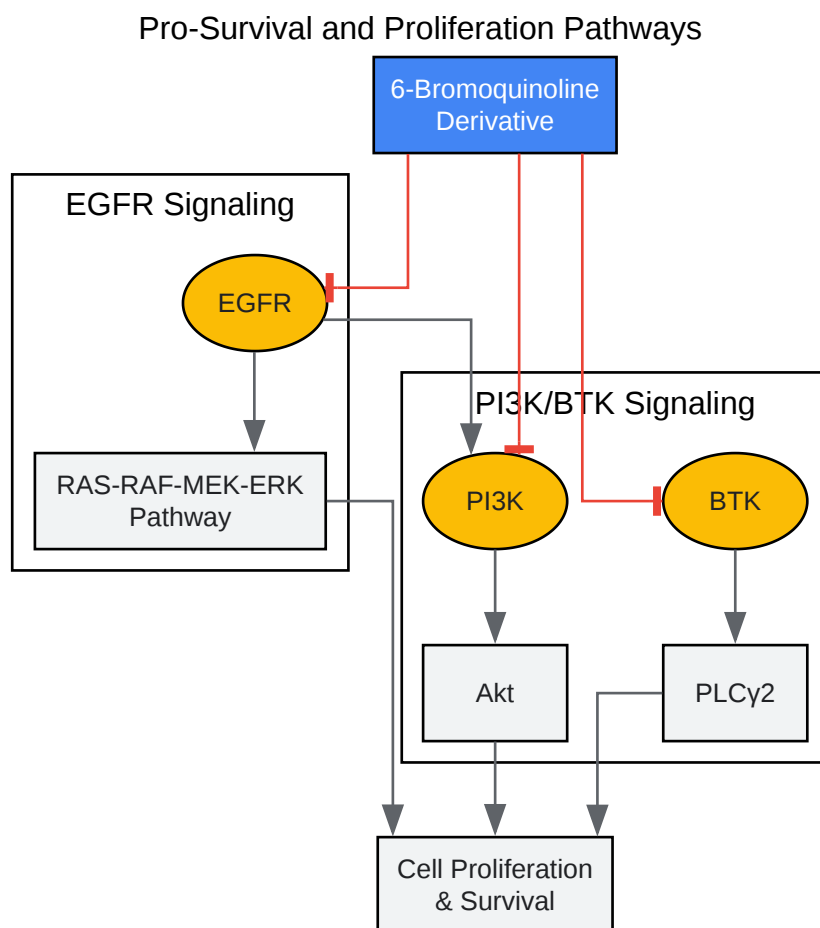 Pro-Survival and Proliferation Pathways
6-Bromoquinoline
Derivative
EGFR Signaling
EGFR
RAS-RAF-MEK-ERK
Pathway
PI3K/BTK Signaling
PI3K
BTK
Akt
PLCγ2
Cell Proliferation
& Survival